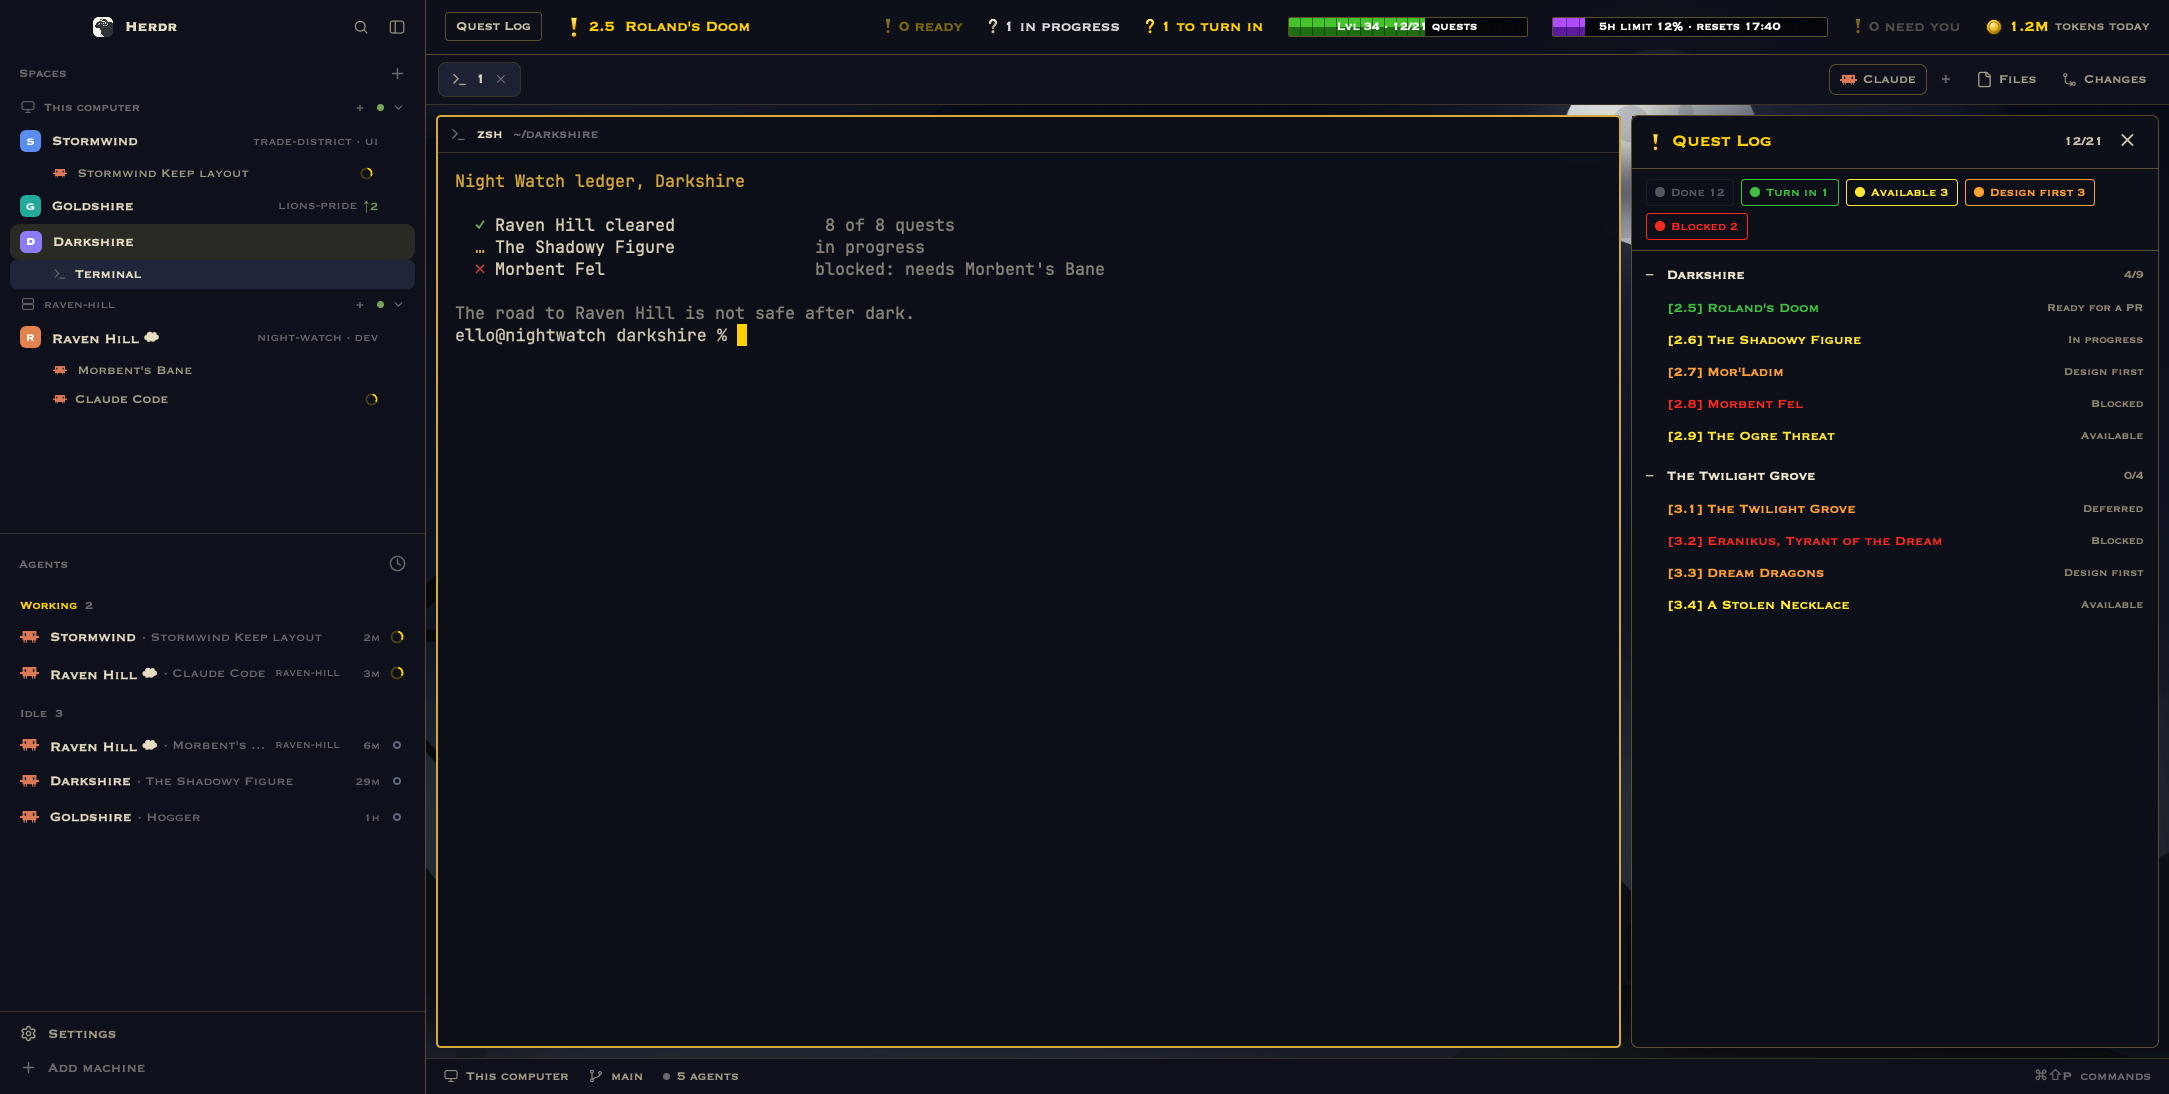 Herdr
Spaces
This computer
S Stormwind trade-district · ui
Stormwind Keep layout
G Goldshire lions-pride ↑2
D Darkshire
>_ Terminal
raven-hill
R Raven Hill night-watch · dev
Morbent's Bane
Claude Code
Agents
Working 2
Stormwind · Stormwind Keep layout 2m
Raven Hill · Claude Code raven-hill 3m
Idle 3
Raven Hill · Morbent's ... raven-hill 6m
Darkshire · The Shadowy Figure 29m
Goldshire · Hogger 1h
Settings
+ Add machine
Quest Log ! 2.5 Roland's Doom ! 0 ready ? 1 in progress ? 1 to turn in Lvl 34 · 12/21 quests 5h limit 12% · resets 17:40 ! 0 need you 1.2M tokens today
>_ 1 × Claude + Files Changes
>_ zsh ~/darkshire
Night Watch ledger, Darkshire
✓ Raven Hill cleared 8 of 8 quests
… The Shadowy Figure in progress
✕ Morbent Fel blocked: needs Morbent's Bane
The road to Raven Hill is not safe after dark.
ello@nightwatch darkshire %
! Quest Log 12/21
Done 12 Turn in 1 Available 3 Design first 3
Blocked 2
− Darkshire 4/9
[2.5] Roland's Doom Ready for a PR
[2.6] The Shadowy Figure In progress
[2.7] Mor'Ladim Design first
[2.8] Morbent Fel Blocked
[2.9] The Ogre Threat Available
− The Twilight Grove 0/4
[3.1] The Twilight Grove Deferred
[3.2] Eranikus, Tyrant of the Dream Blocked
[3.3] Dream Dragons Design first
[3.4] A Stolen Necklace Available
This computer main 5 agents ⌘⇧P commands